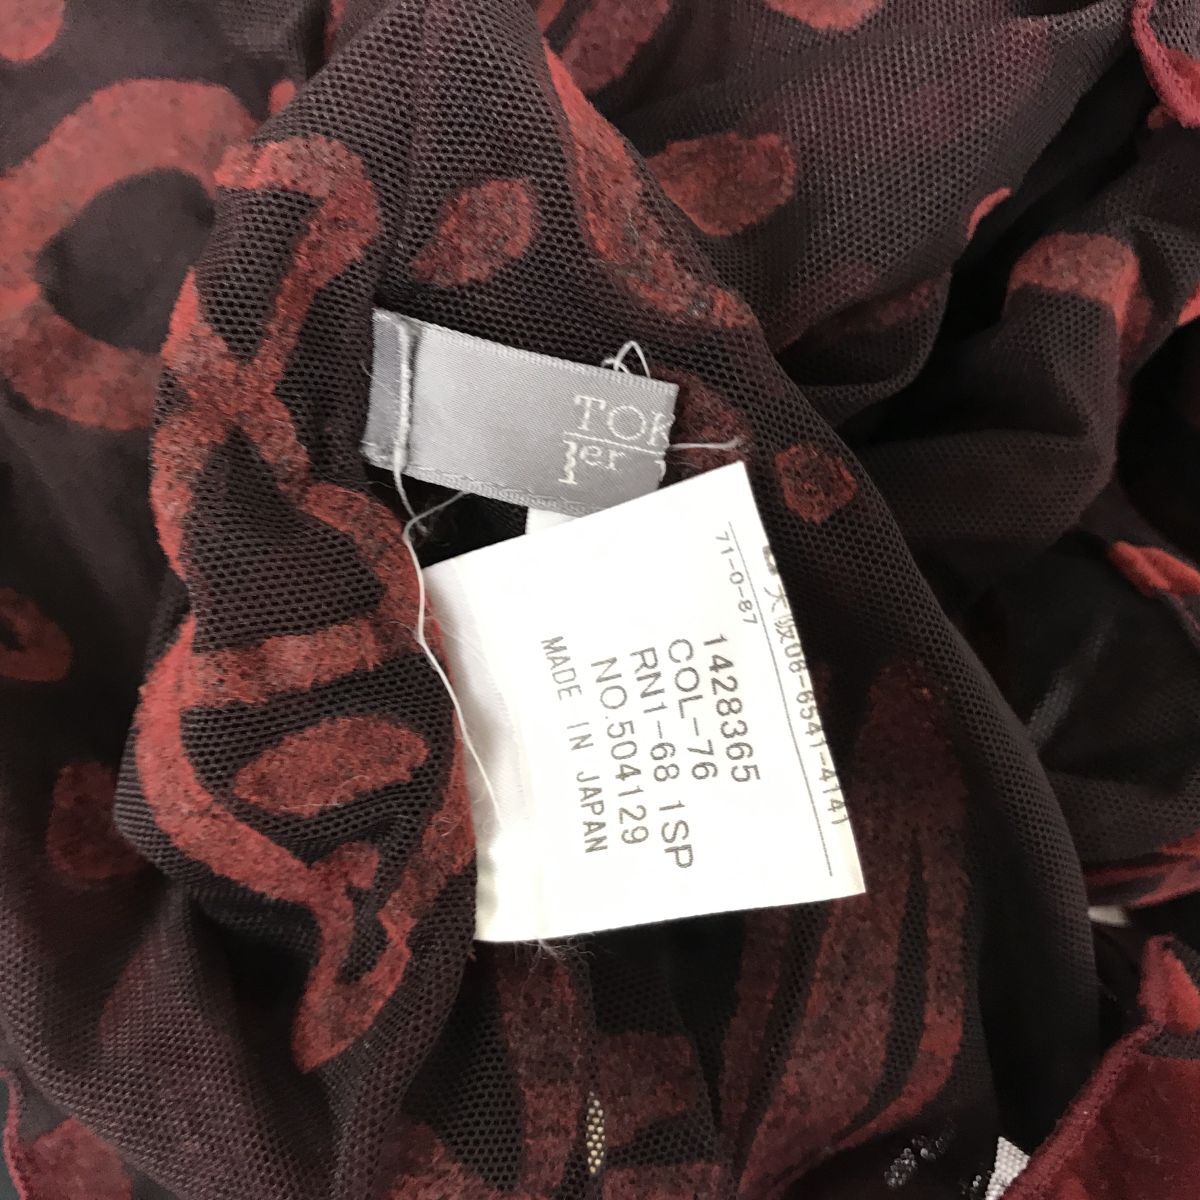 TOK
1er
大阪06-6541-4141
71-0-87
1428365
COL-76
RN1-68 1SP
NO.504129
MADE IN JAPAN